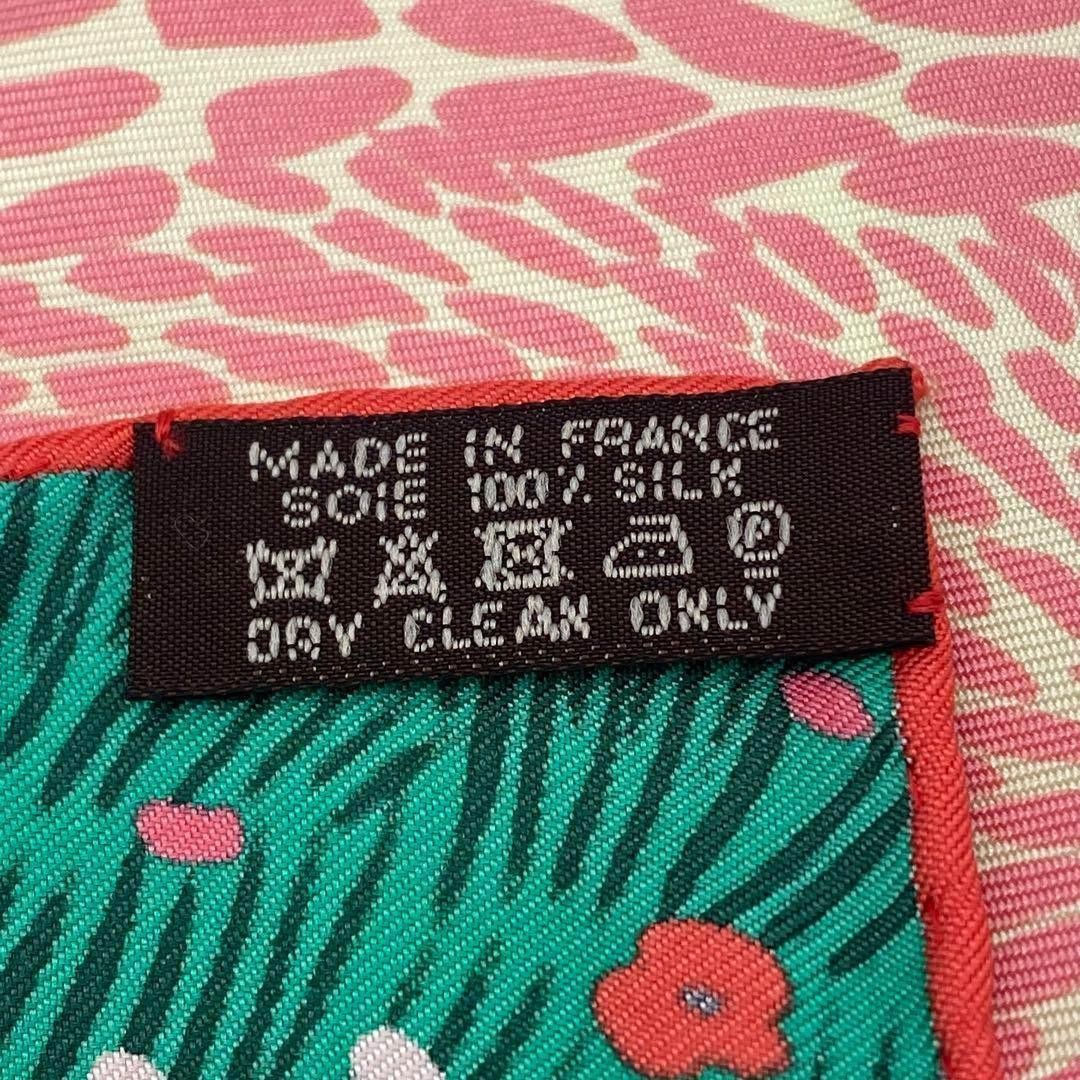 MADE IN FRANCE
SOIE 100% SILK
P
DRY CLEAN ONLY